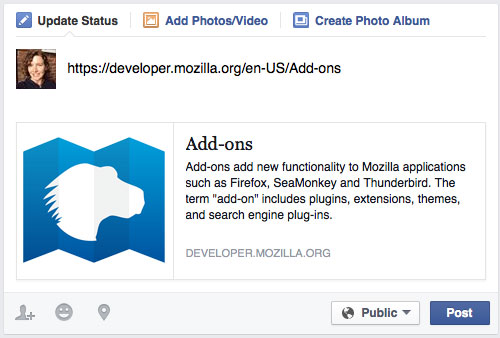 Update Status Add Photos/Video Create Photo Album
https://developer.mozilla.org/en-US/Add-ons
Add-ons
Add-ons add new functionality to Mozilla applications
such as Firefox, SeaMonkey and Thunderbird. The
term "add-on" includes plugins, extensions, themes,
and search engine plug-ins.
DEVELOPER.MOZILLA.ORG
Public Post